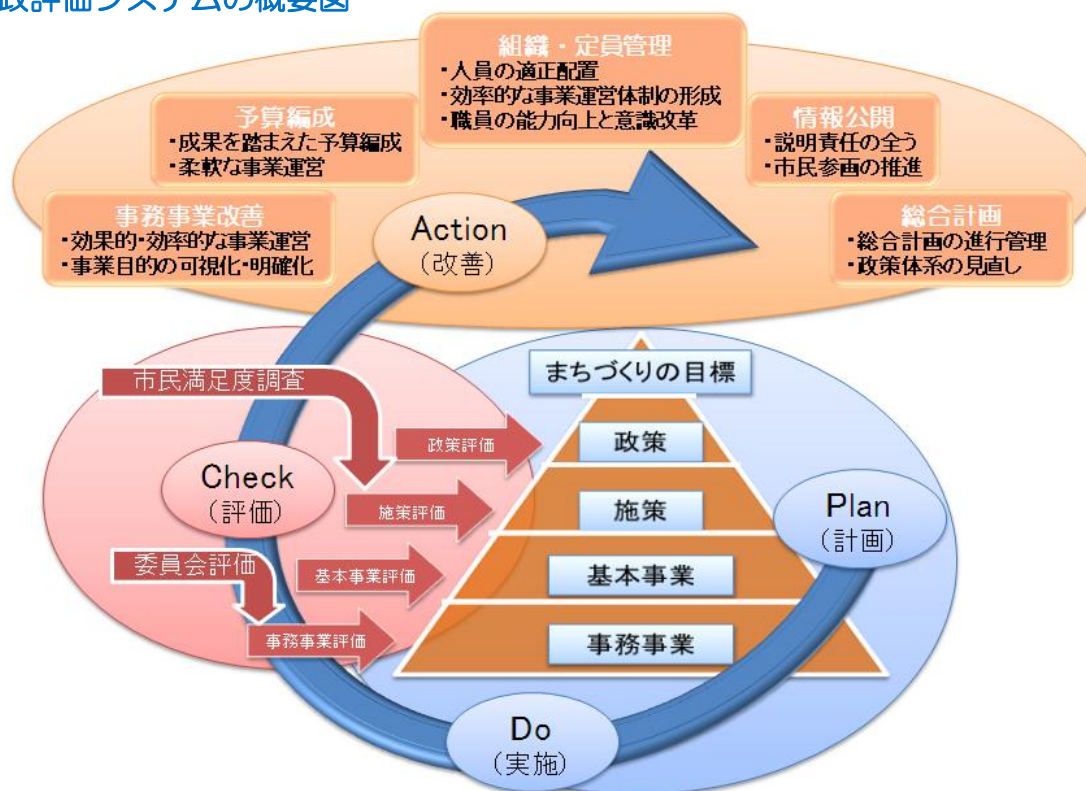 政評価システムの概要図
組織・定員管理
・人員の適正配置
・効率的な事業運営体制の形成
・職員の能力向上と意識改革
予算編成
・成果を踏まえた予算編成
・柔軟な事業運営
情報公開
・説明責任の全う
・市民参画の推進
事務事業改善
・効果的・効率的な事業運営
・事業目的の可視化・明確化
総合計画
・総合計画の進行管理
・政策体系の見直し
Action
(改善)
市民満足度調査
まちづくりの目標
政策評価
政策
Check
(評価)
施策評価
施策
Plan
(計画)
委員会評価
基本事業評価
基本事業
事務事業評価
事務事業
Do
(実施)